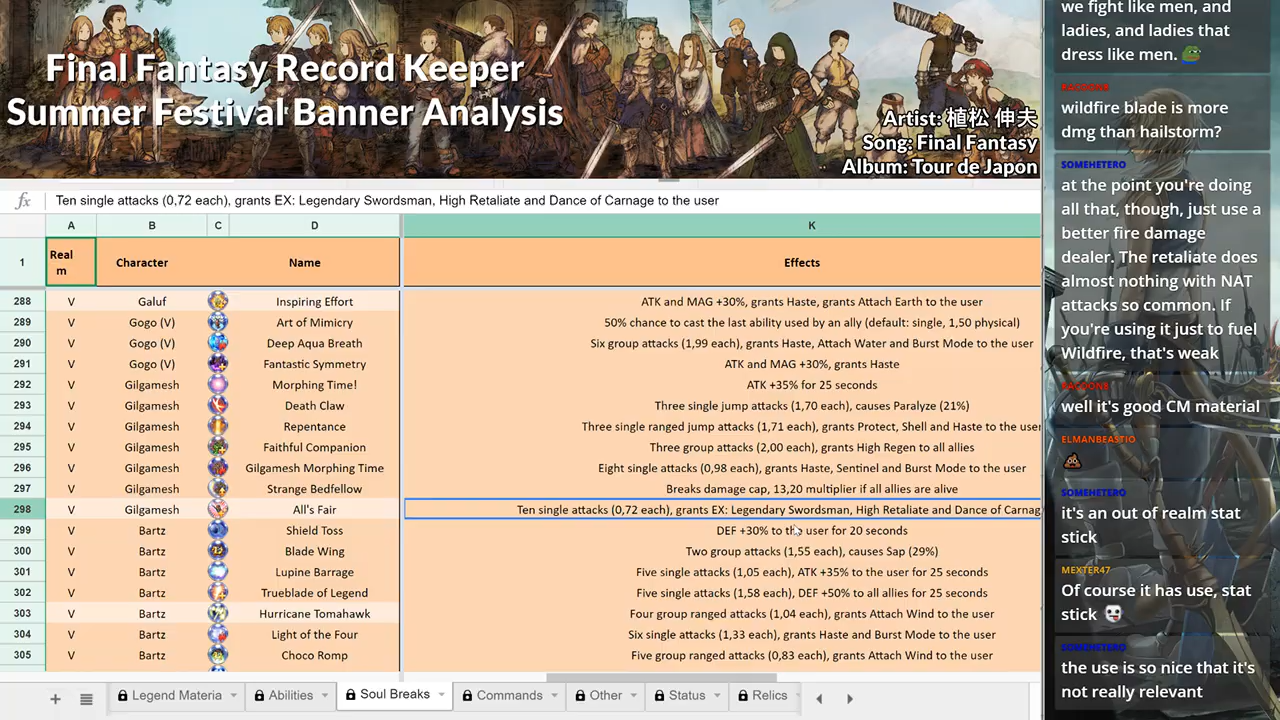 Final Fantasy Record Keeper
Summer Festival Banner Analysis
Artist: 植松 伸夫
Song: Final Fantasy
Album: Tour de Japon
fx Ten single attacks (0,72 each), grants EX: Legendary Swordsman, High Retaliate and Dance of Carnage to the user
A B C D K
1 Real
m Character Name Effects
288 V Galuf Inspiring Effort ATK and MAG +30%, grants Haste, grants Attach Earth to the user
289 V Gogo (V) Art of Mimicry 50% chance to cast the last ability used by an ally (default: single, 1,50 physical)
290 V Gogo (V) Deep Aqua Breath Six group attacks (1,99 each), grants Haste, Attach Water and Burst Mode to the user
291 V Gogo (V) Fantastic Symmetry ATK and MAG +30%, grants Haste
292 V Gilgamesh Morphing Time! ATK +35% for 25 seconds
293 V Gilgamesh Death Claw Three single jump attacks (1,70 each), causes Paralyze (21%)
294 V Gilgamesh Repentance Three single ranged jump attacks (1,71 each), grants Protect, Shell and Haste to the user
295 V Gilgamesh Faithful Companion Three group attacks (2,00 each), grants High Regen to all allies
296 V Gilgamesh Gilgamesh Morphing Time Eight single attacks (0,98 each), grants Haste, Sentinel and Burst Mode to the user
297 V Gilgamesh Strange Bedfellow Breaks damage cap, 13,20 multiplier if all allies are alive
298 V Gilgamesh All's Fair Ten single attacks (0,72 each), grants EX: Legendary Swordsman, High Retaliate and Dance of Carnag
299 V Bartz Shield Toss DEF +30% to the user for 20 seconds
300 V Bartz Blade Wing Two group attacks (1,55 each), causes Sap (29%)
301 V Bartz Lupine Barrage Five single attacks (1,05 each), ATK +35% to the user for 25 seconds
302 V Bartz Trueblade of Legend Five single attacks (1,58 each), DEF +50% to all allies for 25 seconds
303 V Bartz Hurricane Tomahawk Four group ranged attacks (1,04 each), grants Attach Wind to the user
304 V Bartz Light of the Four Six single attacks (1,33 each), grants Haste and Burst Mode to the user
305 V Bartz Choco Romp Five group ranged attacks (0,83 each), grants Attach Wind to the user
Legend Materia Abilities Soul Breaks Commands Other Status Relics
we fight like men, and
ladies, and ladies that
dress like men.
RACOON8
wildfire blade is more
dmg than hailstorm?
SOMEHETERO
at the point you're doing
all that, though, just use a
better fire damage
dealer. The retaliate does
almost nothing with NAT
attacks so common. If
you're using it just to fuel
Wildfire, that's weak
RACOON8
well it's good CM material
ELMANBEASTIO
SOMEHETERO
it's an out of realm stat
stick
MEXTER47
Of course it has use, stat
stick
SOMEHETERO
the use is so nice that it's
not really relevant